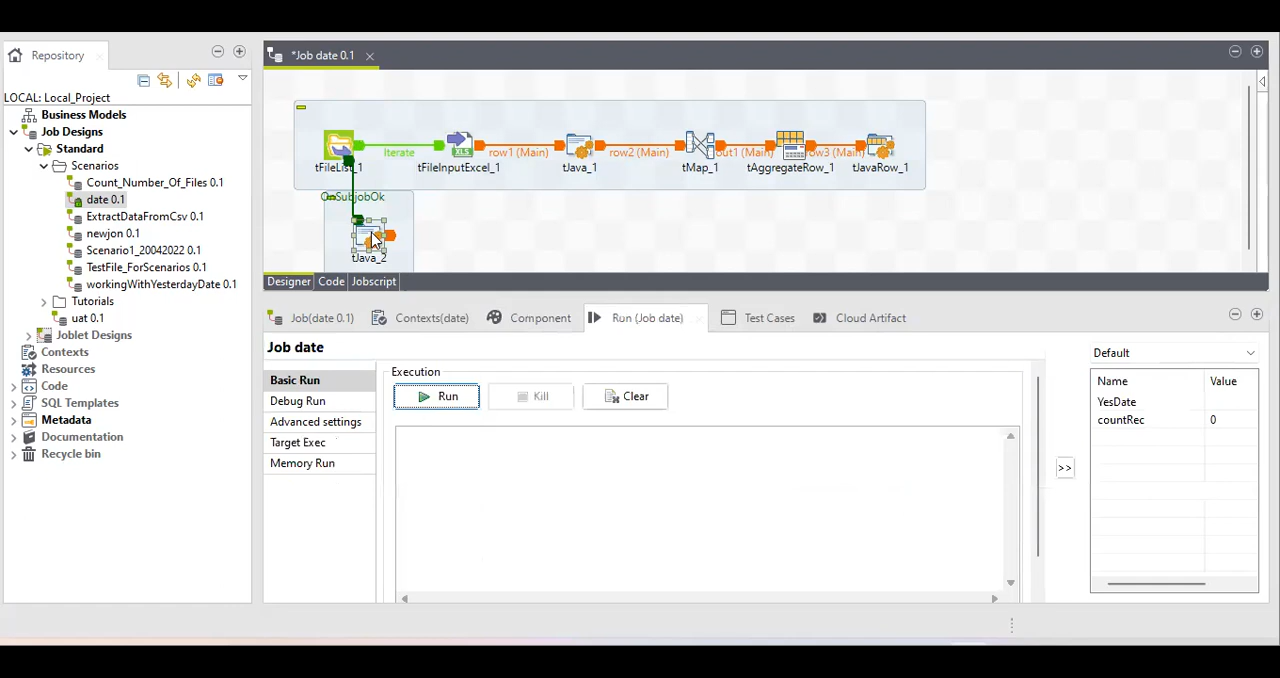 Repository
LOCAL: Local_Project
Business Models
Job Designs
Standard
Scenarios
Count_Number_Of_Files 0.1
date 0.1
ExtractDataFromCsv 0.1
newjon 0.1
Scenario1_20042022 0.1
TestFile_ForScenarios 0.1
workingWithYesterdayDate 0.1
Tutorials
uat 0.1
Joblet Designs
Contexts
Resources
Code
SQL Templates
Metadata
Documentation
Recycle bin
*Job date 0.1
Iterate
row1 (Main)
row2 (Main)
out1 (Main)
row3 (Main)
tFileList_1
tFileInputExcel_1
tJava_1
tMap_1
tAggregateRow_1
tJavaRow_1
OnSubjobOk
tJava_2
Designer
Code
Jobscript
Job(date 0.1)
Contexts(date)
Component
Run (Job date)
Test Cases
Cloud Artifact
Job date
Basic Run
Debug Run
Advanced settings
Target Exec
Memory Run
Execution
Run
Kill
Clear
>>
Default
Name Value
YesDate
countRec 0